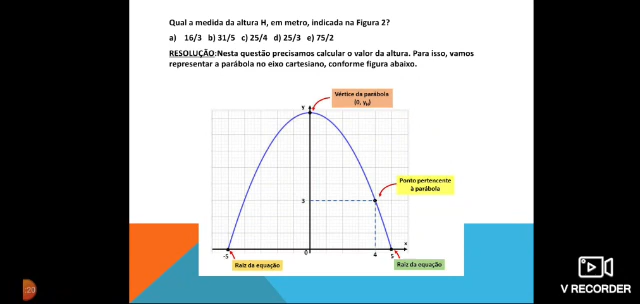 Qual a medida da altura H, em metro, indicada na Figura 2?
a) 16/3 b) 31/5 c) 25/4 d) 25/3 e) 75/2
RESOLUÇÃO:Nesta questão precisamos calcular o valor da altura. Para isso, vamos
representar a parábola no eixo cartesiano, conforme figura abaixo.
Vértice da parábola
(0, yᵥ)
Y
Ponto pertencente
à parábola
3
x
0
-5
4
5
Raiz da equação
Raiz da equação
:20
V RECORDER